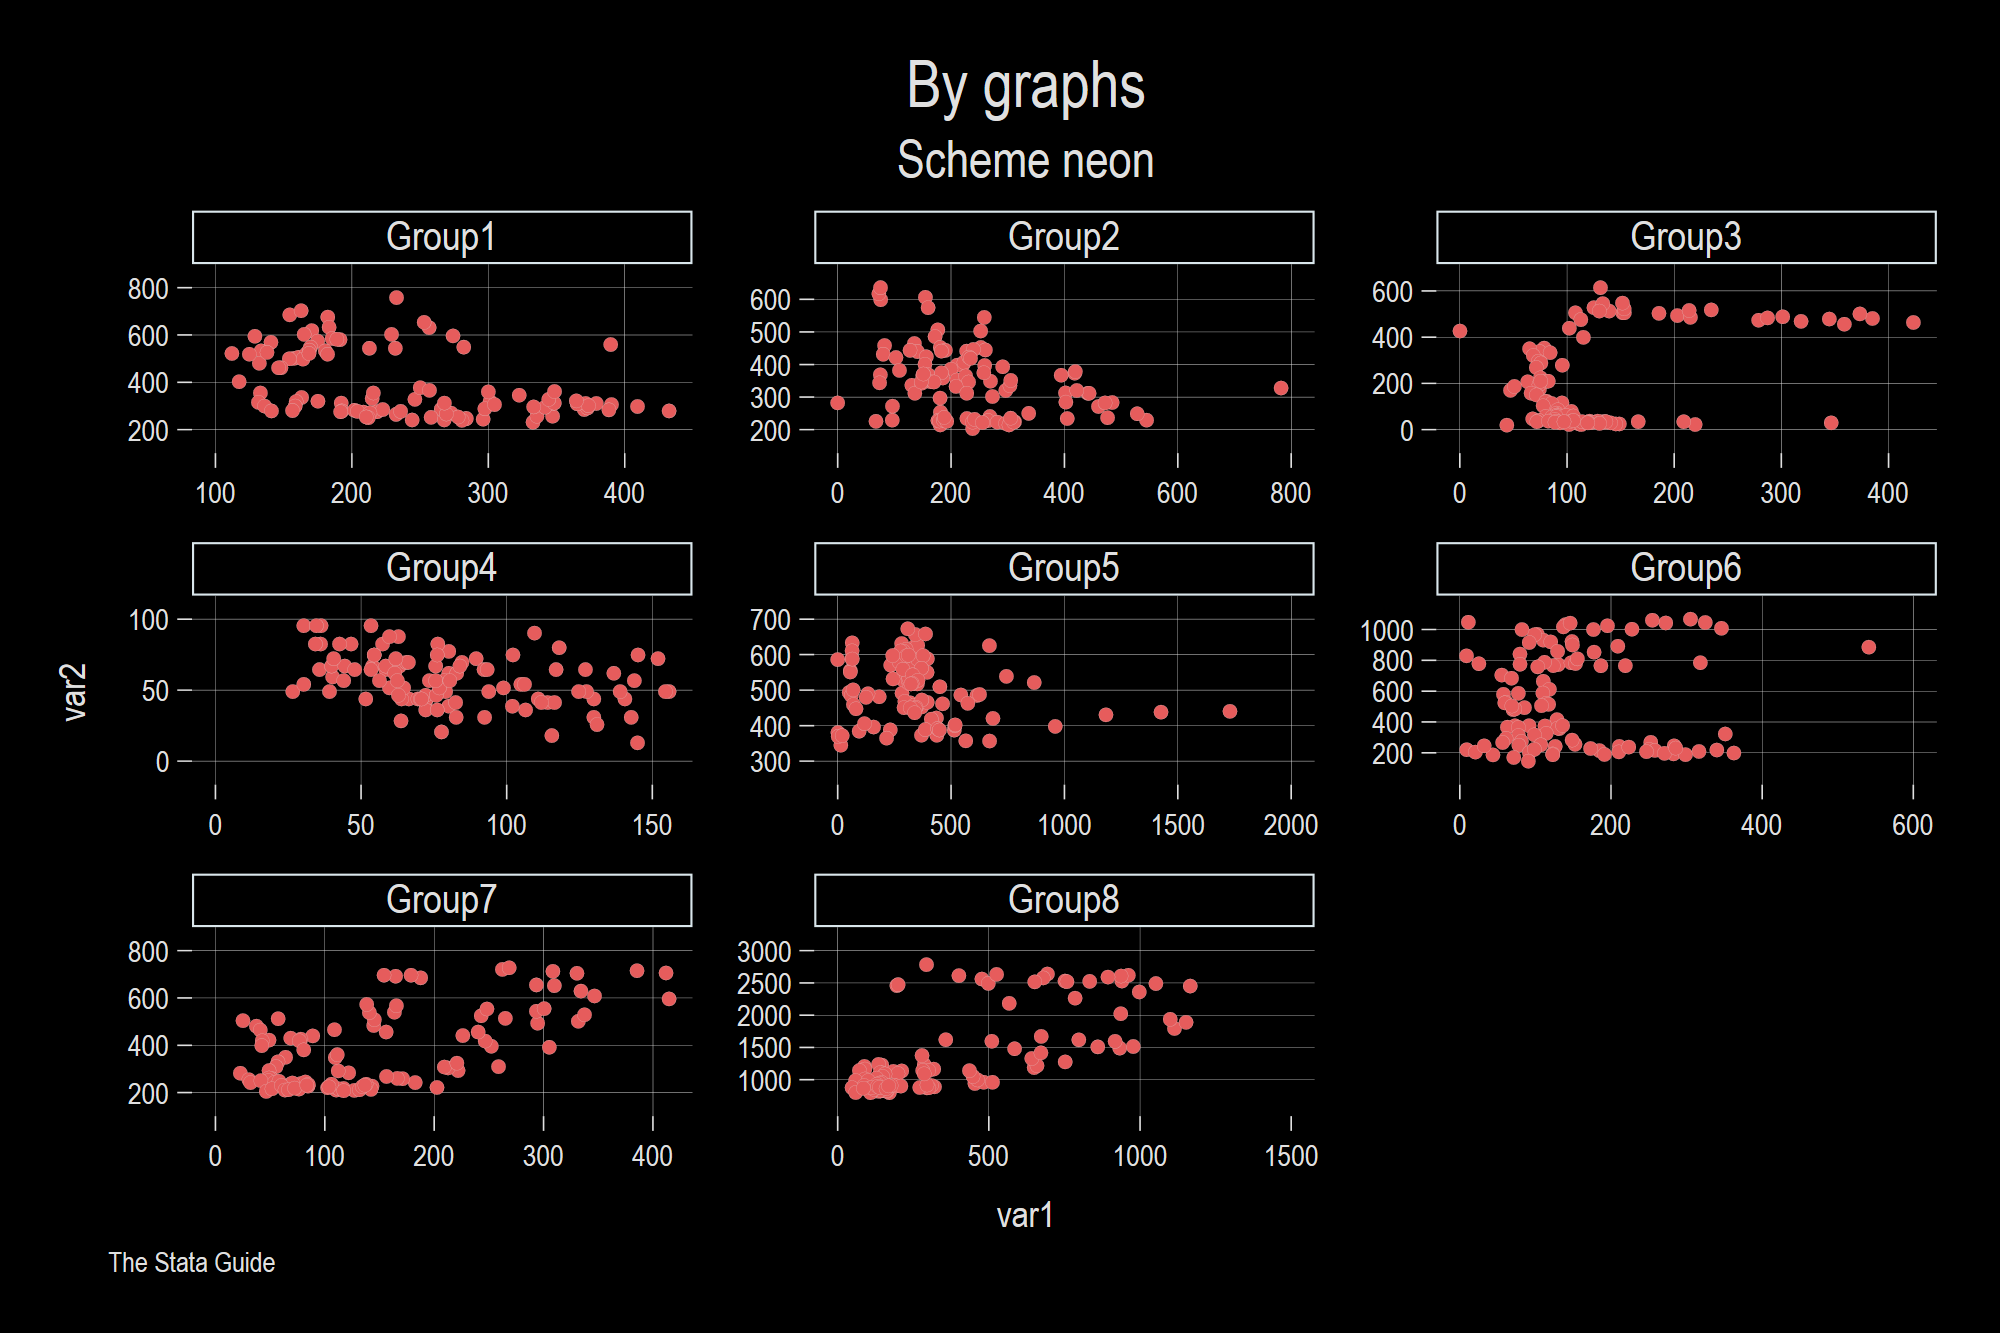 By graphs
Scheme neon
Group1
800
600
400
200
100 200 300 400
Group2
600
500
400
300
200
0 200 400 600 800
Group3
600
400
200
0
0 100 200 300 400
var2
Group4
100
50
0
0 50 100 150
Group5
700
600
500
400
300
0 500 1000 1500 2000
Group6
1000
800
600
400
200
0 200 400 600
Group7
800
600
400
200
0 100 200 300 400
Group8
3000
2500
2000
1500
1000
0 500 1000 1500
var1
The Stata Guide